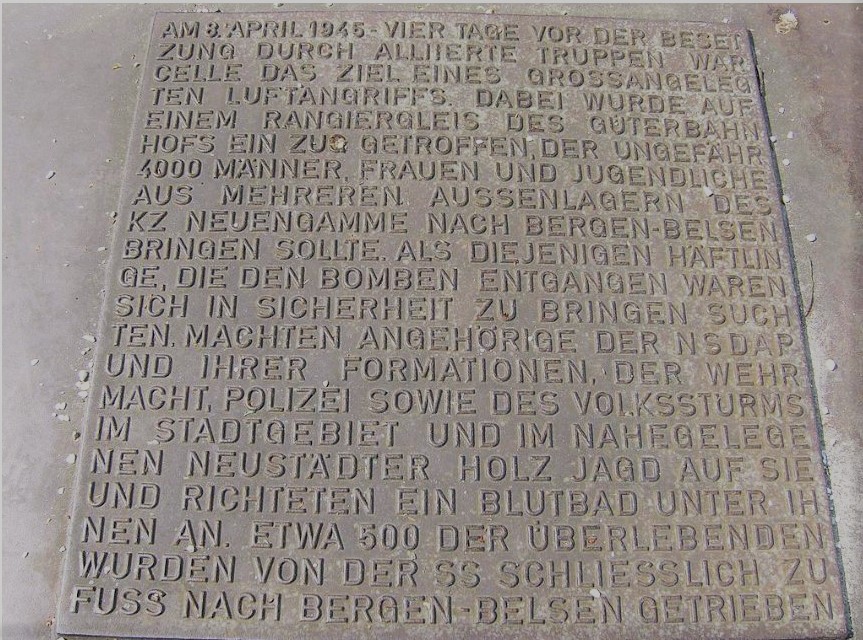 AM 8. APRIL 1945 - VIER TAGE VOR DER BESET
ZUNG DURCH ALLIIERTE TRUPPEN WAR
CELLE DAS ZIEL EINES GROSSANGELEG
TEN LUFTANGRIFFS. DABEI WURDE AUF
EINEM RANGIERGLEIS DES GÜTERBAHN
HOFS EIN ZUG GETROFFEN, DER UNGEFÄHR
4000 MÄNNER, FRAUEN UND JUGENDLICHE
AUS MEHREREN AUSSENLAGERN DES
KZ NEUENGAMME NACH BERGEN-BELSEN
BRINGEN SOLLTE. ALS DIEJENIGEN HÄFTLIN
GE, DIE DEN BOMBEN ENTGANGEN WAREN
SICH IN SICHERHEIT ZU BRINGEN SUCH
TEN, MACHTEN ANGEHÖRIGE DER NSDAP
UND IHRER FORMATIONEN, DER WEHR
MACHT, POLIZEI SOWIE DES VOLKSSTURMS
IM STADTGEBIET UND IM NAHEGELEGE
NEN NEUSTÄDTER HOLZ JAGD AUF SIE
UND RICHTETEN EIN BLUTBAD UNTER IH
NEN AN. ETWA 500 DER ÜBERLEBENDEN
WURDEN VON DER SS SCHLIESSLICH ZU
FUSS NACH BERGEN-BELSEN GETRIEBEN